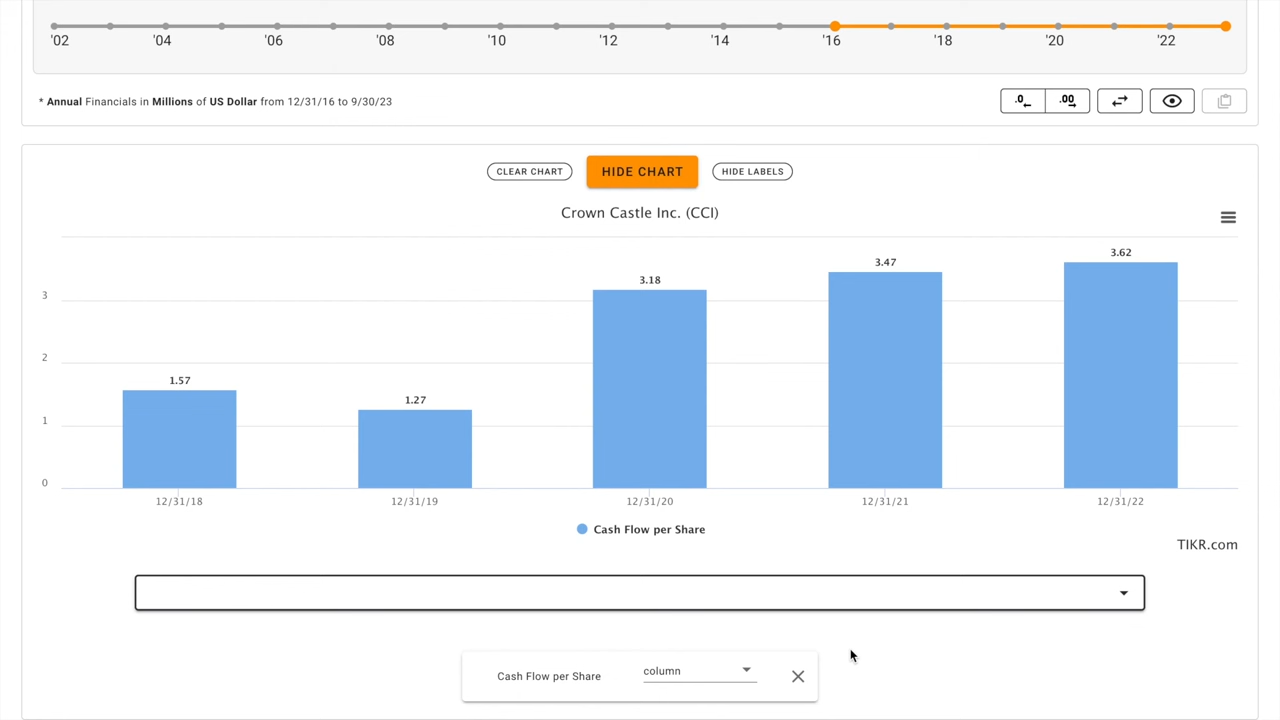 '02 '04 '06 '08 '10 '12 '14 '16 '18 '20 '22
* Annual Financials in Millions of US Dollar from 12/31/16 to 9/30/23
.0 .00
CLEAR CHART HIDE CHART HIDE LABELS
Crown Castle Inc. (CCI)
3.62
3.47
3.18
3
2
1.57
1.27
1
0
12/31/18 12/31/19 12/31/20 12/31/21 12/31/22
Cash Flow per Share
TIKR.com
Cash Flow per Share column